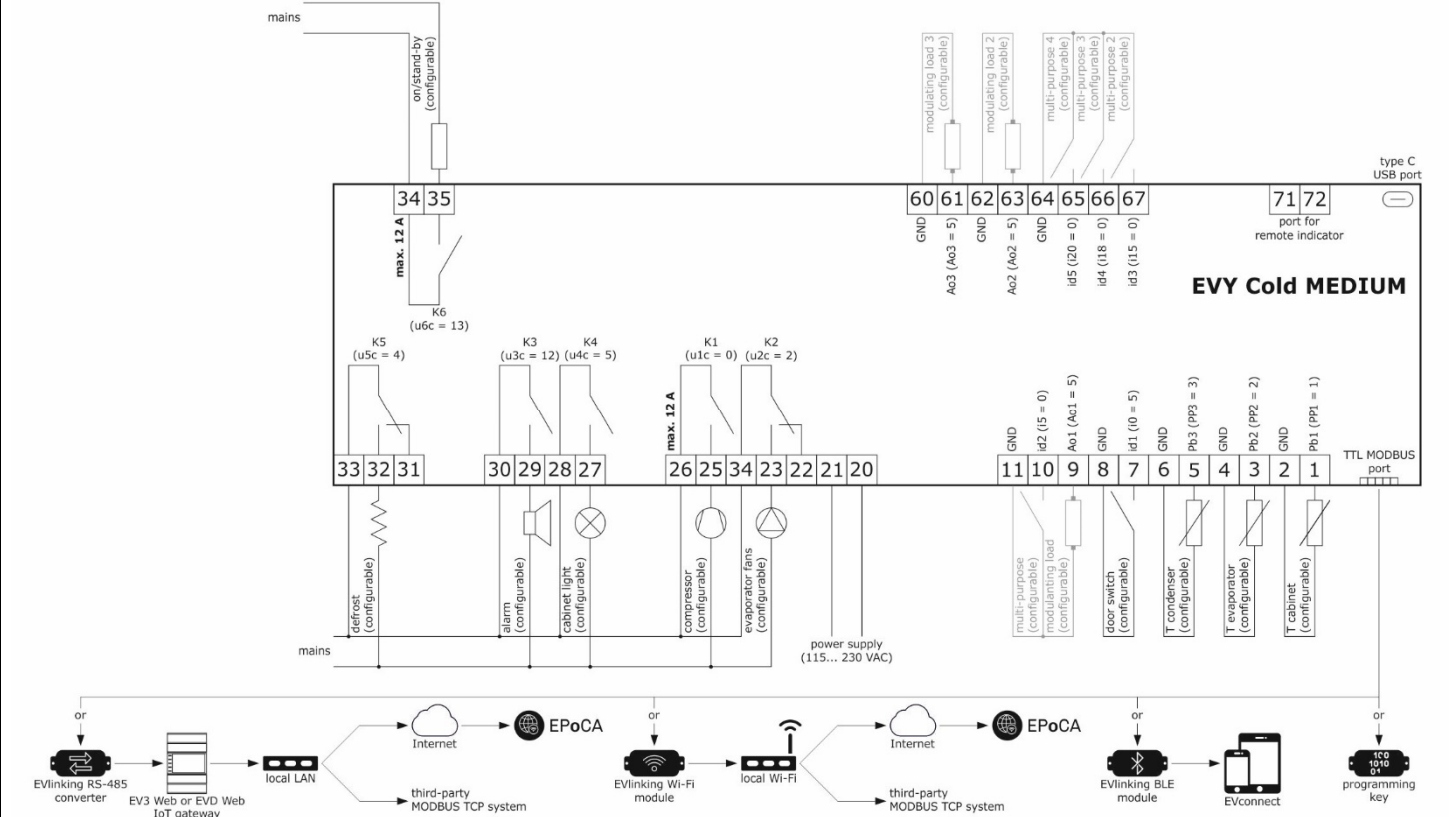 mains
on/stand-by
(configurable)
modulating load 3
(configurable)
modulating load 2
(configurable)
multi-purpose 4
(configurable)
multi-purpose 3
(configurable)
multi-purpose 2
(configurable)
type C
USB port
34 35
60 61 62 63 64 65 66 67
71 72
port for
remote indicator
max. 12 A
GND
Ao3 (Ao3 = 5)
GND
Ao2 (Ao2 = 5)
GND
id5 (i20 = 0)
id4 (i18 = 0)
id3 (i15 = 0)
EVY Cold MEDIUM
K6
(u6c = 13)
K5
(u5c = 4)
K3
(u3c = 12)
K4
(u4c = 5)
K1
(u1c = 0)
K2
(u2c = 2)
max. 12 A
GND
id2 (i5 = 0)
Ao1 (Ao1 = 5)
GND
id1 (i0 = 5)
GND
Pb3 (PP3 = 3)
GND
Pb2 (PP2 = 2)
GND
Pb1 (PP1 = 1)
TTL MODBUS
port
33 32 31
30 29 28 27
26 25 34 23 22 21 20
11 10 9 8 7 6 5 4 3 2 1
defrost
(configurable)
alarm
(configurable)
cabinet light
(configurable)
compressor
(configurable)
evaporator fans
(configurable)
multi-purpose
(configurable)
modulanting load
(configurable)
door switch
(configurable)
T condenser
(configurable)
T evaporator
(configurable)
T cabinet
(configurable)
mains
power supply
(115... 230 VAC)
or
EVlinking RS-485
converter
EV3 Web or EVD Web
IoT gateway
local LAN
Internet
EPoCA
third-party
MODBUS TCP system
or
EVlinking Wi-Fi
module
local Wi-Fi
Internet
EPoCA
third-party
MODBUS TCP system
or
EVlinking BLE
module
EVconnect
or
100
1010
01
programming
key